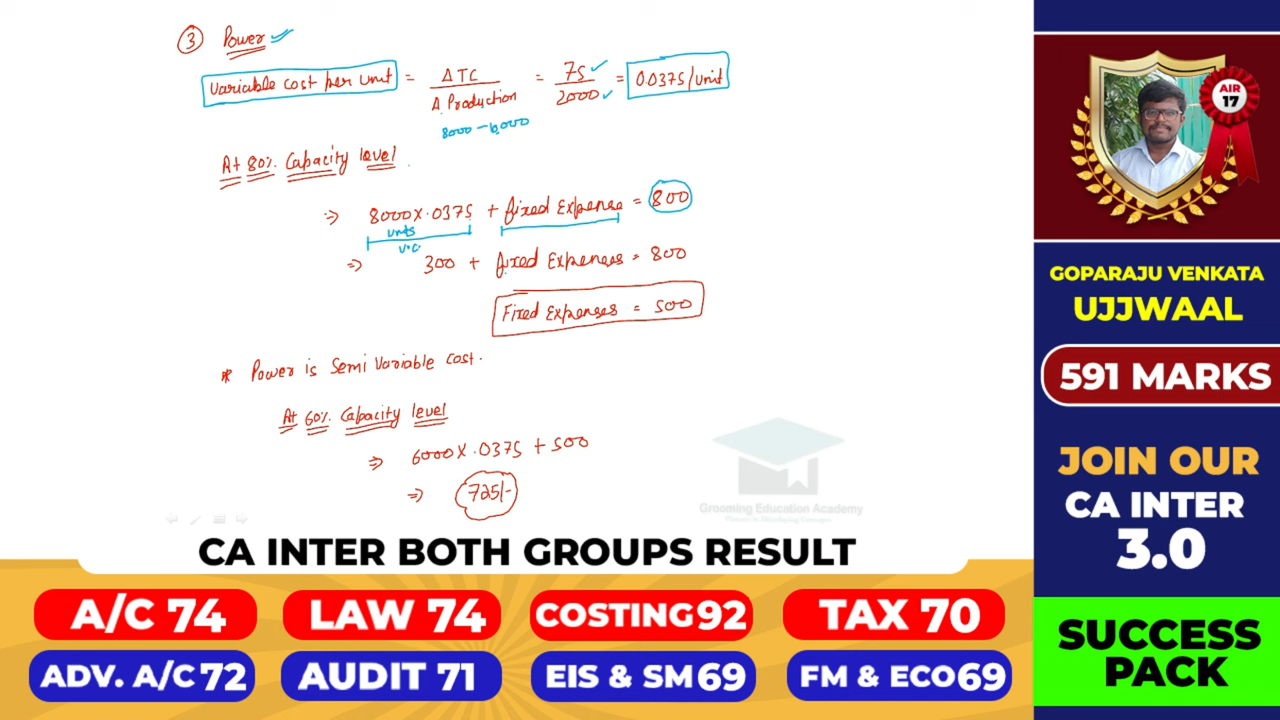 ③ Power
Variable cost per unit = Δ TC / Δ Production = 75 / 2000 = 0.0375/unit
8000 - 6,000
At 80% Capacity level
⇒ 8000 X .0375 + fixed Expense = 800
units
v.c
⇒ 300 + fixed Expenses = 800
Fixed Expenses = 500
* Power is Semi Variable Cost.
At 60% Capacity level
⇒ 6000 X .0375 + 500
⇒ 725/-
Grooming Education Academy
AIR
17
GOPARAJU VENKATA
UJJWAAL
591 MARKS
JOIN OUR
CA INTER
3.0
SUCCESS
PACK
CA INTER BOTH GROUPS RESULT
A/C 74 LAW 74 COSTING 92 TAX 70
ADV. A/C 72 AUDIT 71 EIS & SM 69 FM & ECO 69